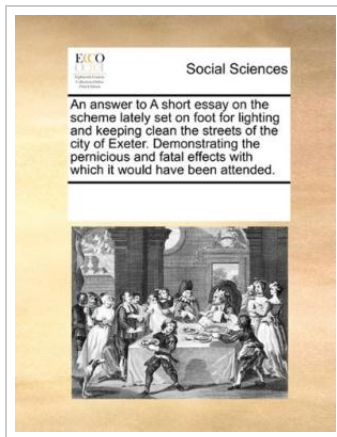 ECCO
Social Sciences
An answer to A short essay on the
scheme lately set on foot for lighting
and keeping clean the streets of the
city of Exeter. Demonstrating the
pernicious and fatal effects with
which it would have been attended.